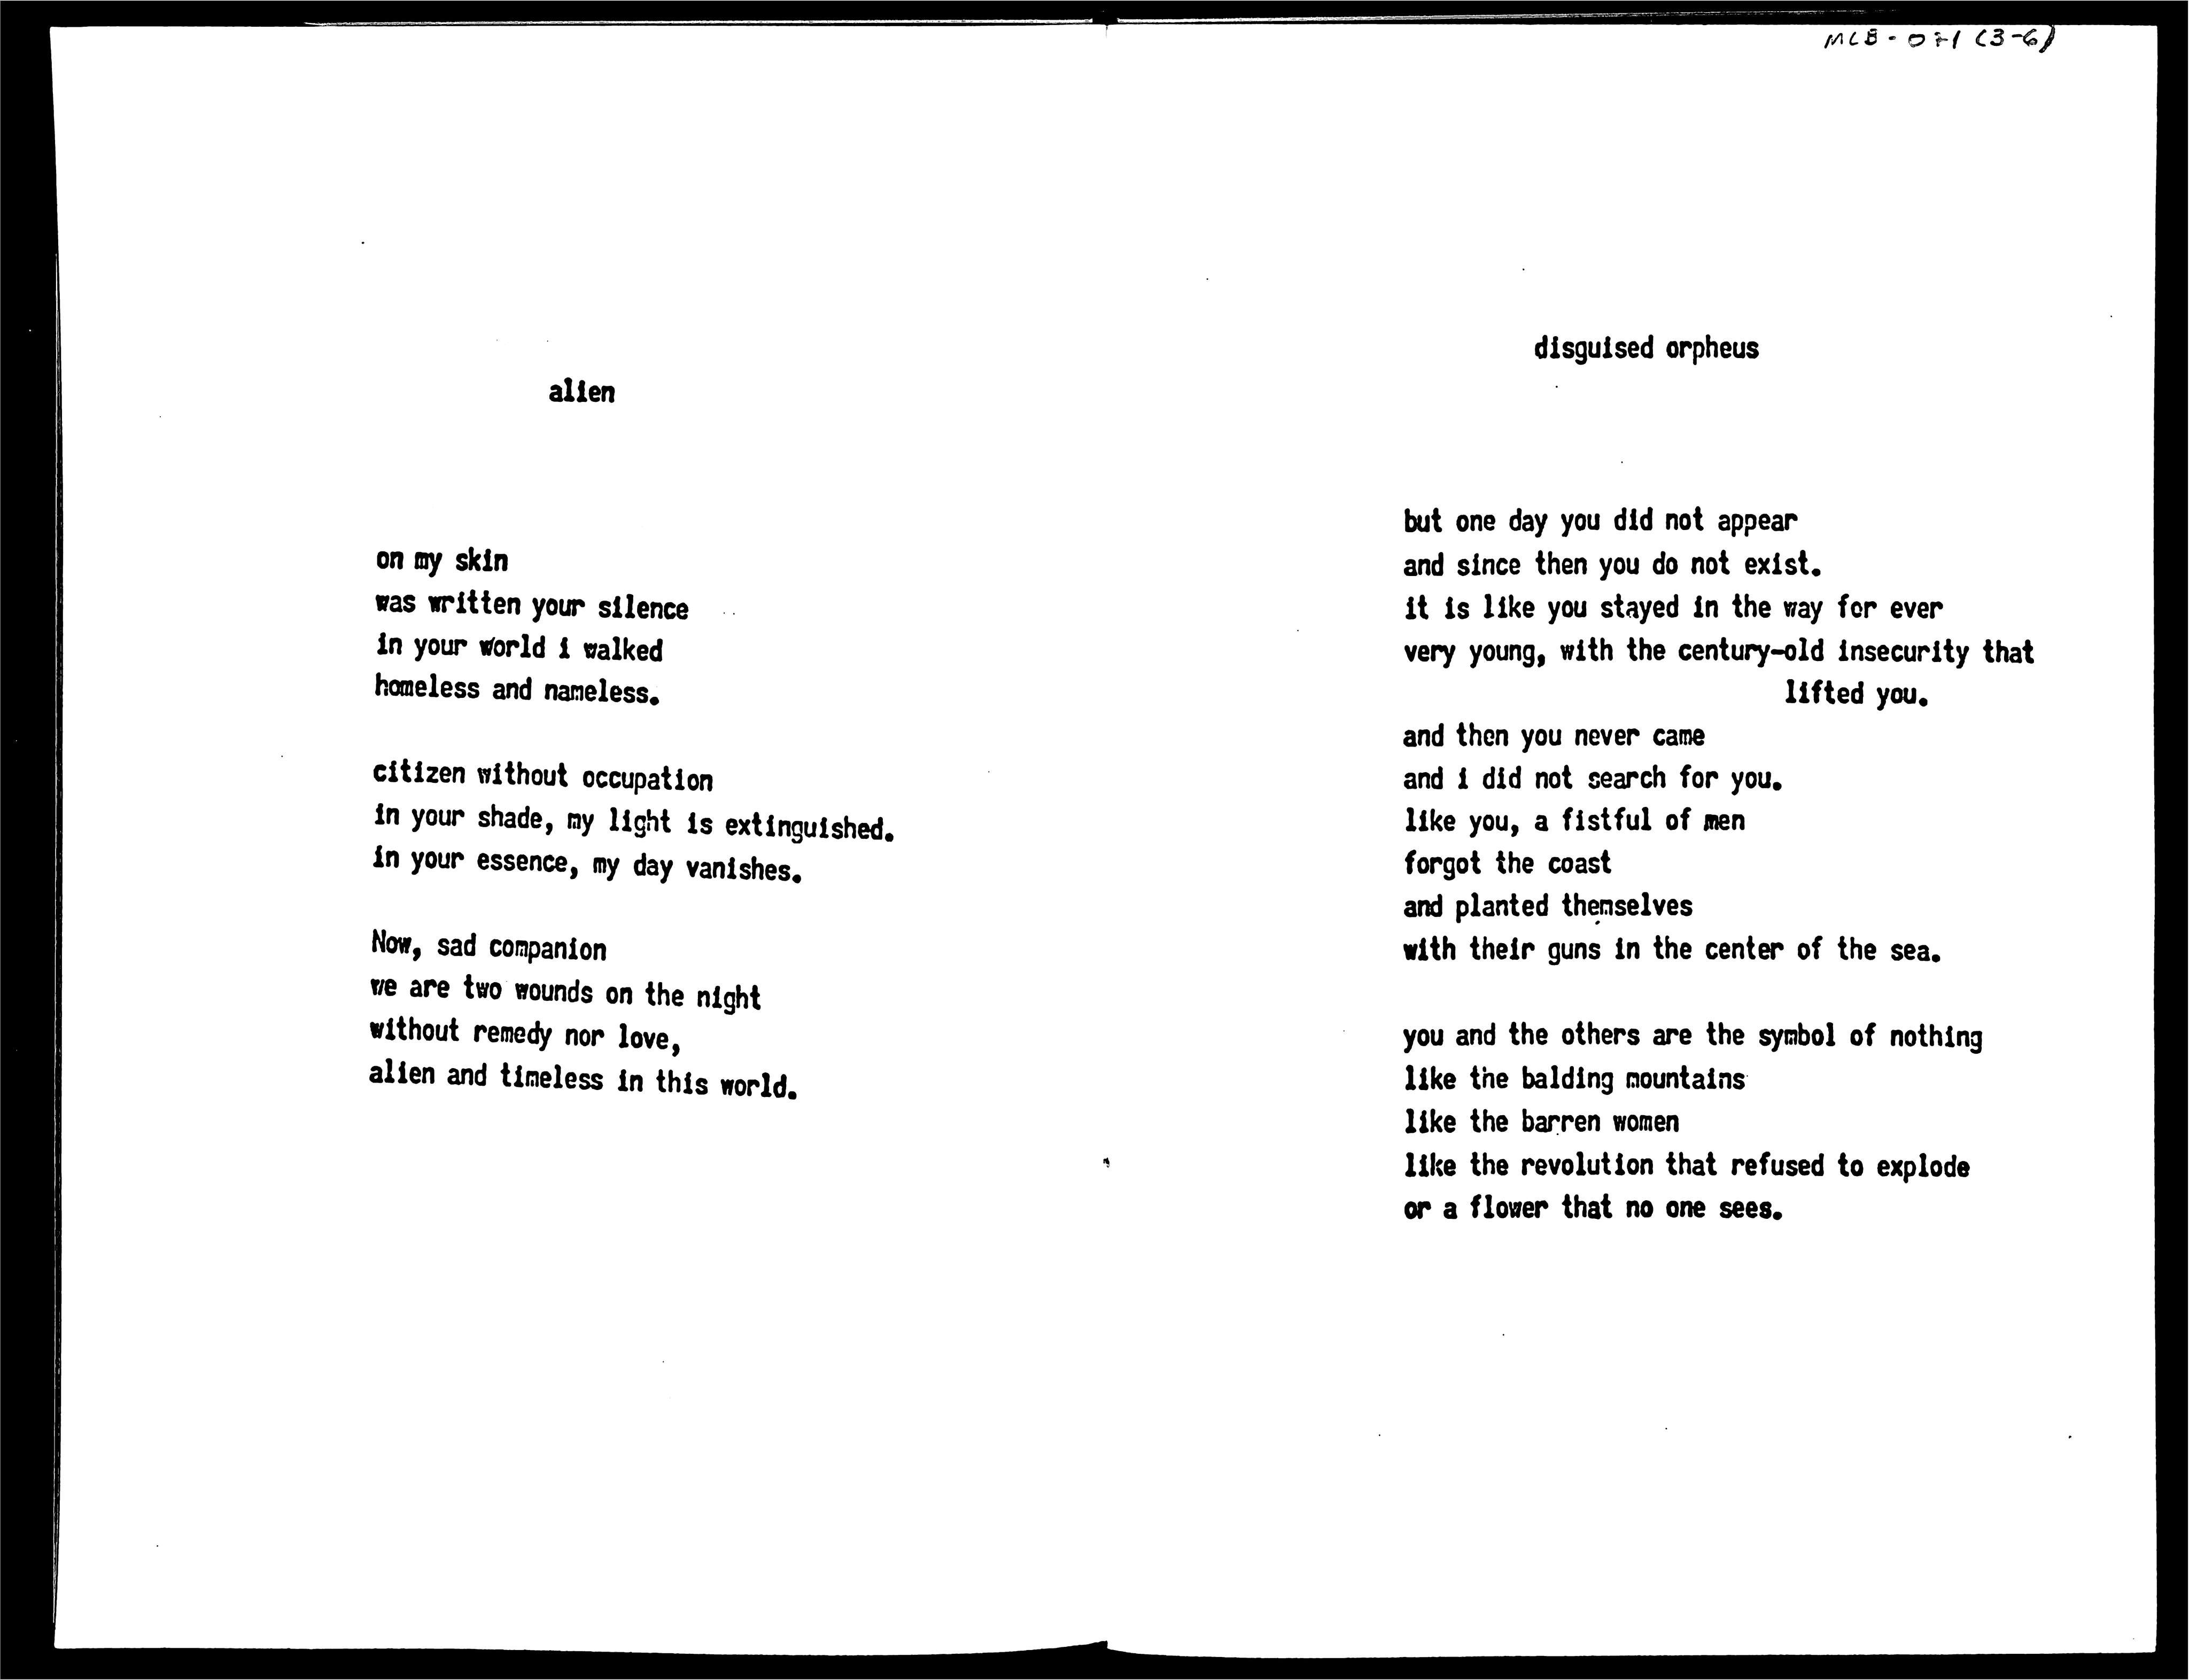 MLB-071 (3-6)
alien
on my skin
was written your silence
in your world i walked
homeless and nameless.
citizen without occupation
in your shade, my light is extinguished.
in your essence, my day vanishes.
Now, sad companion
we are two wounds on the night
without remedy nor love,
alien and timeless in this world.
disguised orpheus
but one day you did not appear
and since then you do not exist.
it is like you stayed in the way for ever
very young, with the century-old insecurity that
lifted you.
and then you never came
and i did not search for you.
like you, a fistful of men
forgot the coast
and planted themselves
with their guns in the center of the sea.
you and the others are the symbol of nothing
like the balding mountains
like the barren women
like the revolution that refused to explode
or a flower that no one sees.